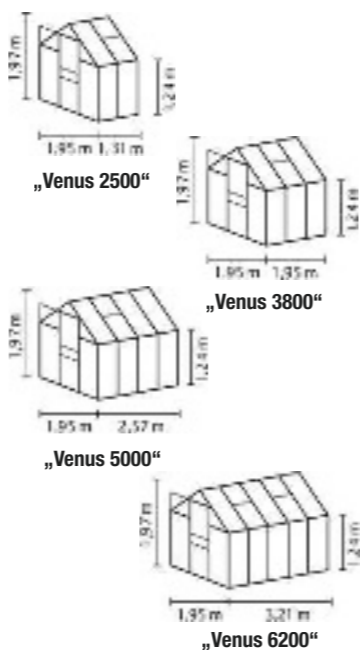 1,97 m
1,24 m
1,95 m 1,31 m
„Venus 2500“
1,97 m
1,24 m
1,95 m 1,95 m
„Venus 3800“
1,97 m
1,24 m
1,95 m 2,57 m
„Venus 5000“
1,97 m
1,24 m
1,95 m 3,21 m
„Venus 6200“